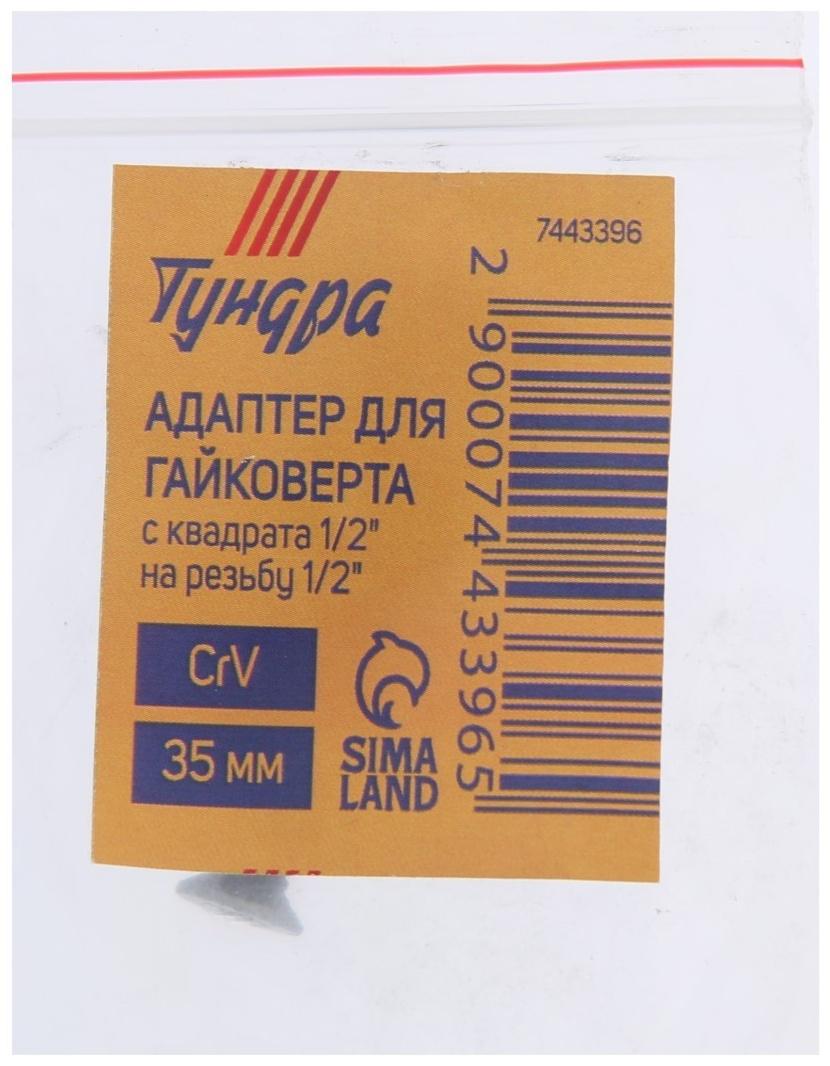 7443396
Тундра
АДАПТЕР ДЛЯ
ГАЙКОВЕРТА
с квадрата 1/2"
на резьбу 1/2"
CrV
35 мм
SIMA
LAND
2 900074 433965